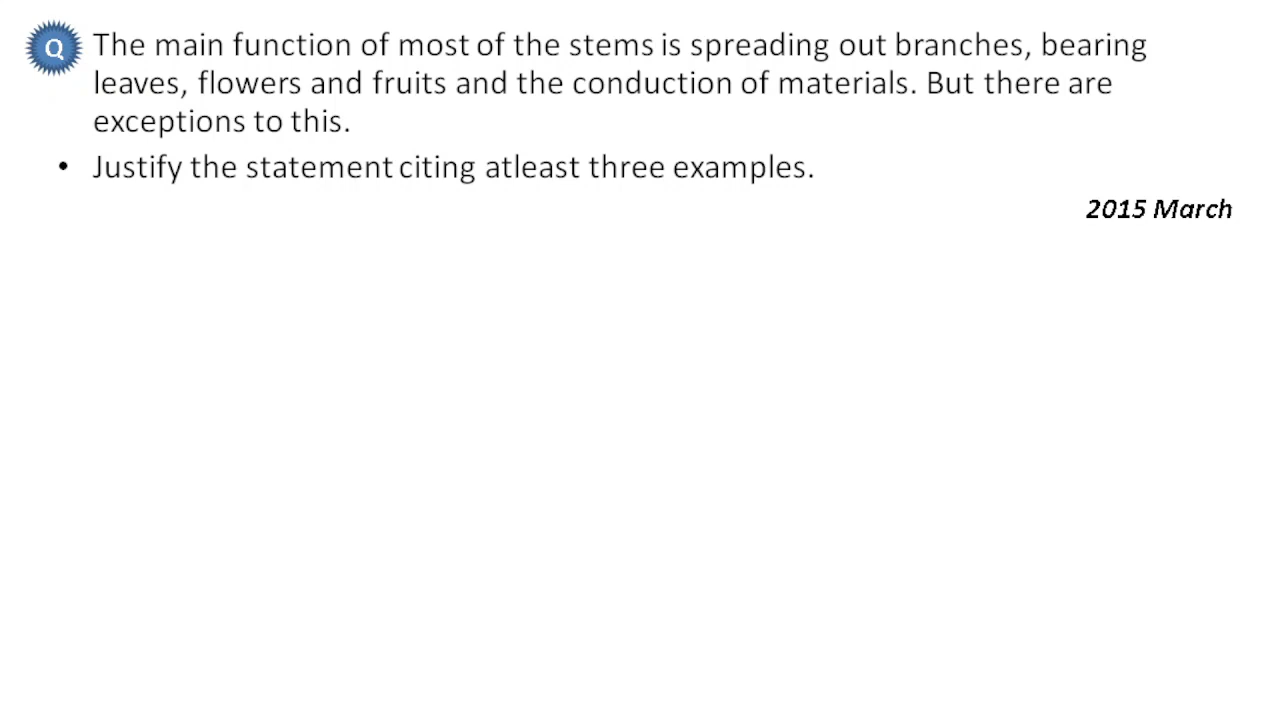 Q The main function of most of the stems is spreading out branches, bearing
leaves, flowers and fruits and the conduction of materials. But there are
exceptions to this.
• Justify the statement citing atleast three examples.
2015 March